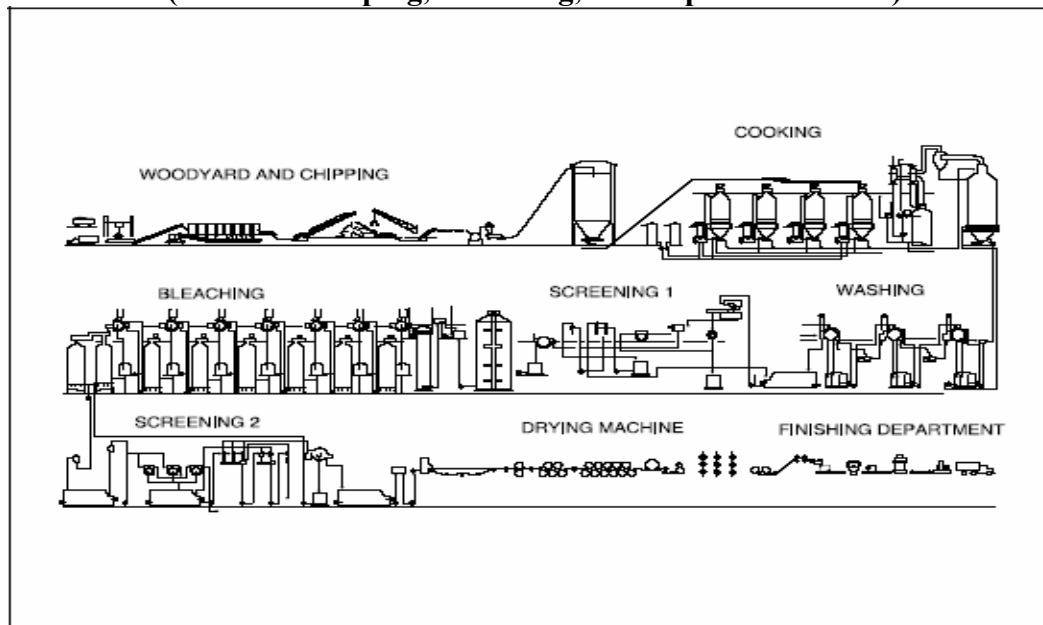 WOODYARD AND CHIPPING
COOKING
BLEACHING
SCREENING 1
WASHING
SCREENING 2
DRYING MACHINE
FINISHING DEPARTMENT